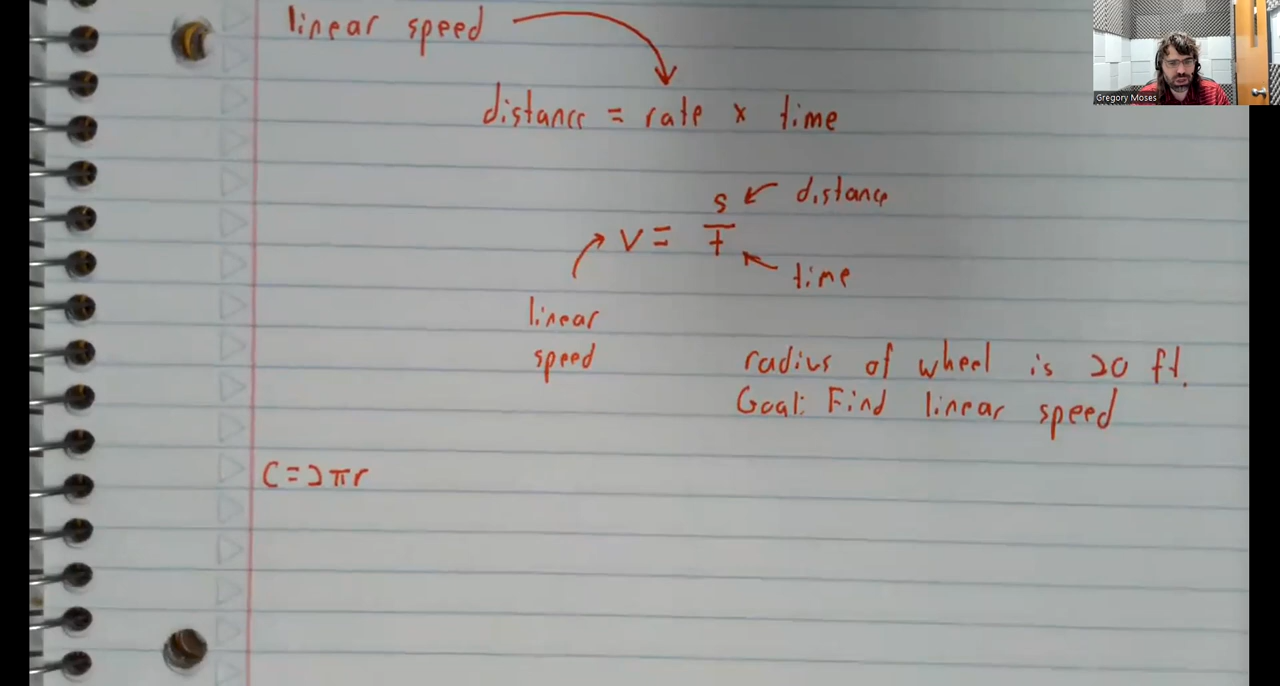 linear speed
Gregory Moses
distance = rate × time
s distance
v = 
t
time
linear
speed
radius of wheel is 20 ft.
Goal: Find linear speed
C = 2πr